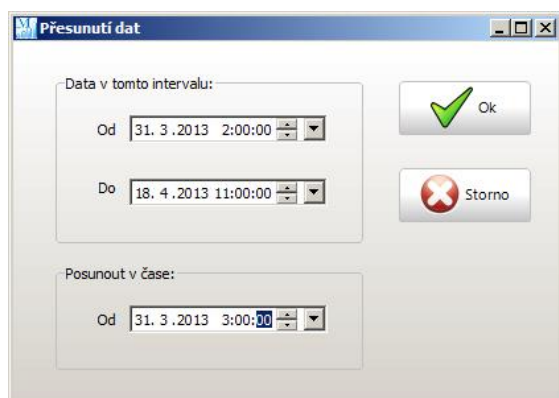 Přesunutí dat
Data v tomto intervalu:
Od 31. 3 .2013 2:00:00
Ok
Do 18. 4 .2013 11:00:00
Storno
Posunout v čase:
Od 31. 3 .2013 3:00:00